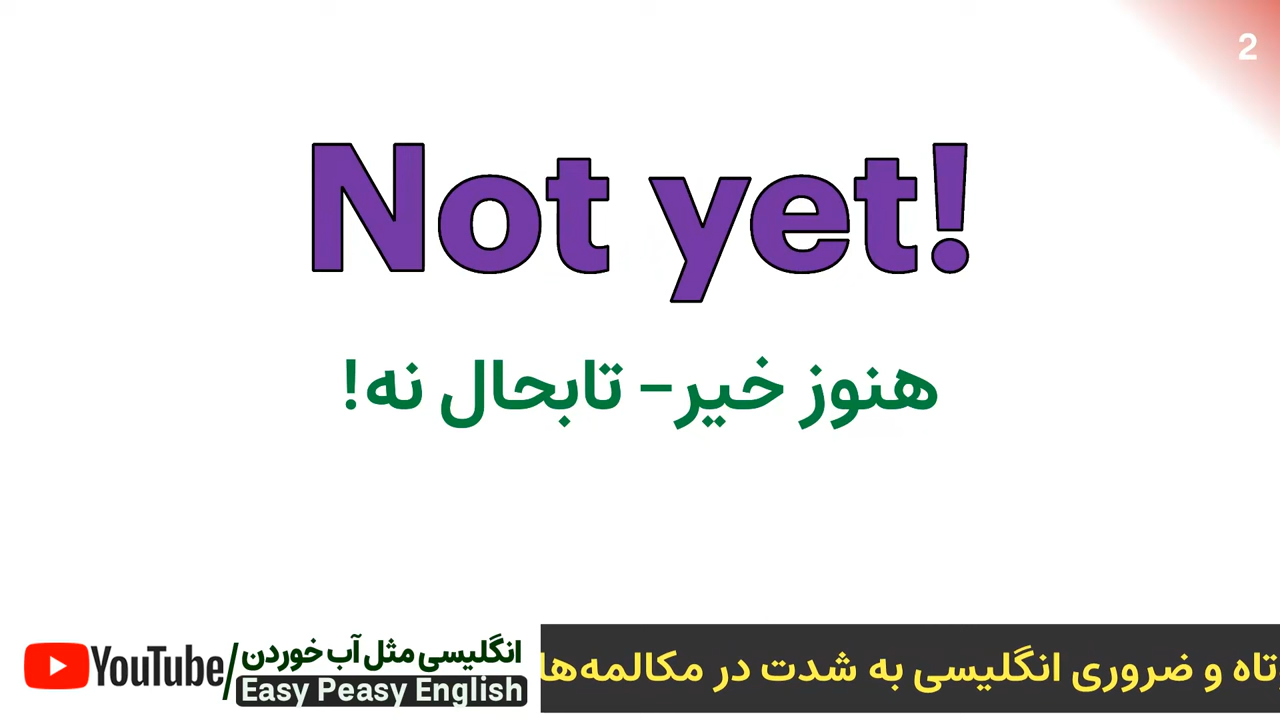 2
Not yet!
هنوز خیر- تابحال نه!
YouTube/
انگلیسی مثل آب خوردن
Easy Peasy English
و ضروری انگلیسی به شدت در مکالمه‌ها